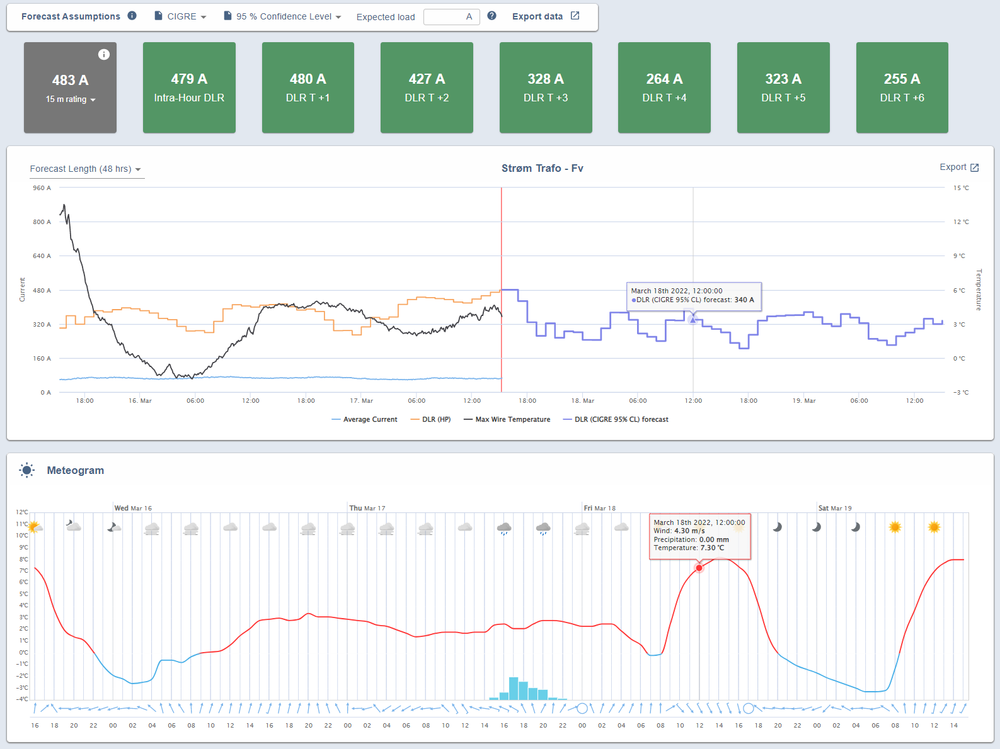 Forecast Assumptions CIGRE 95 % Confidence Level Expected load A Export data
483 A
15 m rating
479 A
Intra-Hour DLR
480 A
DLR T +1
427 A
DLR T +2
328 A
DLR T +3
264 A
DLR T +4
323 A
DLR T +5
255 A
DLR T +6
Forecast Length (48 hrs)
Strøm Trafo - Fv
Export
960 A
800 A
640 A
480 A
320 A
160 A
0 A
Current
15 °C
12 °C
9 °C
6 °C
3 °C
0 °C
−3 °C
Temperature
March 18th 2022, 12:00:00
DLR (CIGRE 95% CL) forecast: 340 A
18:00 16. Mar 06:00 12:00 18:00 17. Mar 06:00 12:00 18:00 18. Mar 06:00 12:00 18:00 19. Mar 06:00 12:00
Average Current DLR (HP) Max Wire Temperature DLR (CIGRE 95% CL) forecast
Meteogram
Wed Mar 16 Thu Mar 17 Fri Mar 18 Sat Mar 19
12°C
11°C
10°C
9°C
8°C
7°C
6°C
5°C
4°C
3°C
2°C
1°C
0°C
−1°C
−2°C
−3°C
−4°C
March 18th 2022, 12:00:00
Wind: 4.30 m/s
Precipitation: 0.00 mm
Temperature: 7.30 °C
16 18 20 22 00 02 04 06 08 10 12 14 16 18 20 22 00 02 04 06 08 10 12 14 16 18 20 22 00 02 04 06 08 10 12 14 16 18 20 22 00 02 04 06 08 10 12 14